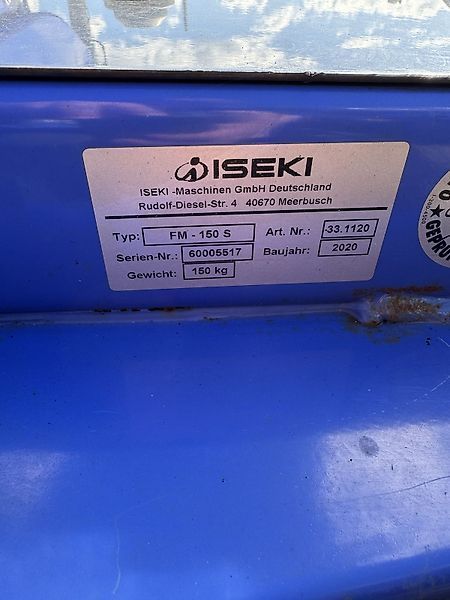 ISEKI
ISEKI -Maschinen GmbH Deutschland
Rudolf-Diesel-Str. 4 40670 Meerbusch
Typ: FM - 150 S Art. Nr.: -33.1120
Serien-Nr.: 60005517 Baujahr: 2020
Gewicht: 150 kg
GEPRÜ